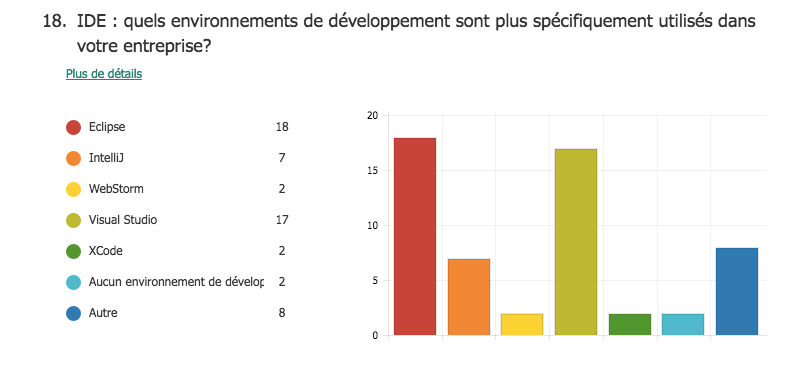 18. IDE : quels environnements de développement sont plus spécifiquement utilisés dans
votre entreprise?
Plus de détails
Eclipse 18
IntelliJ 7
WebStorm 2
Visual Studio 17
XCode 2
Aucun environnement de dévelop 2
Autre 8
20
15
10
5
0